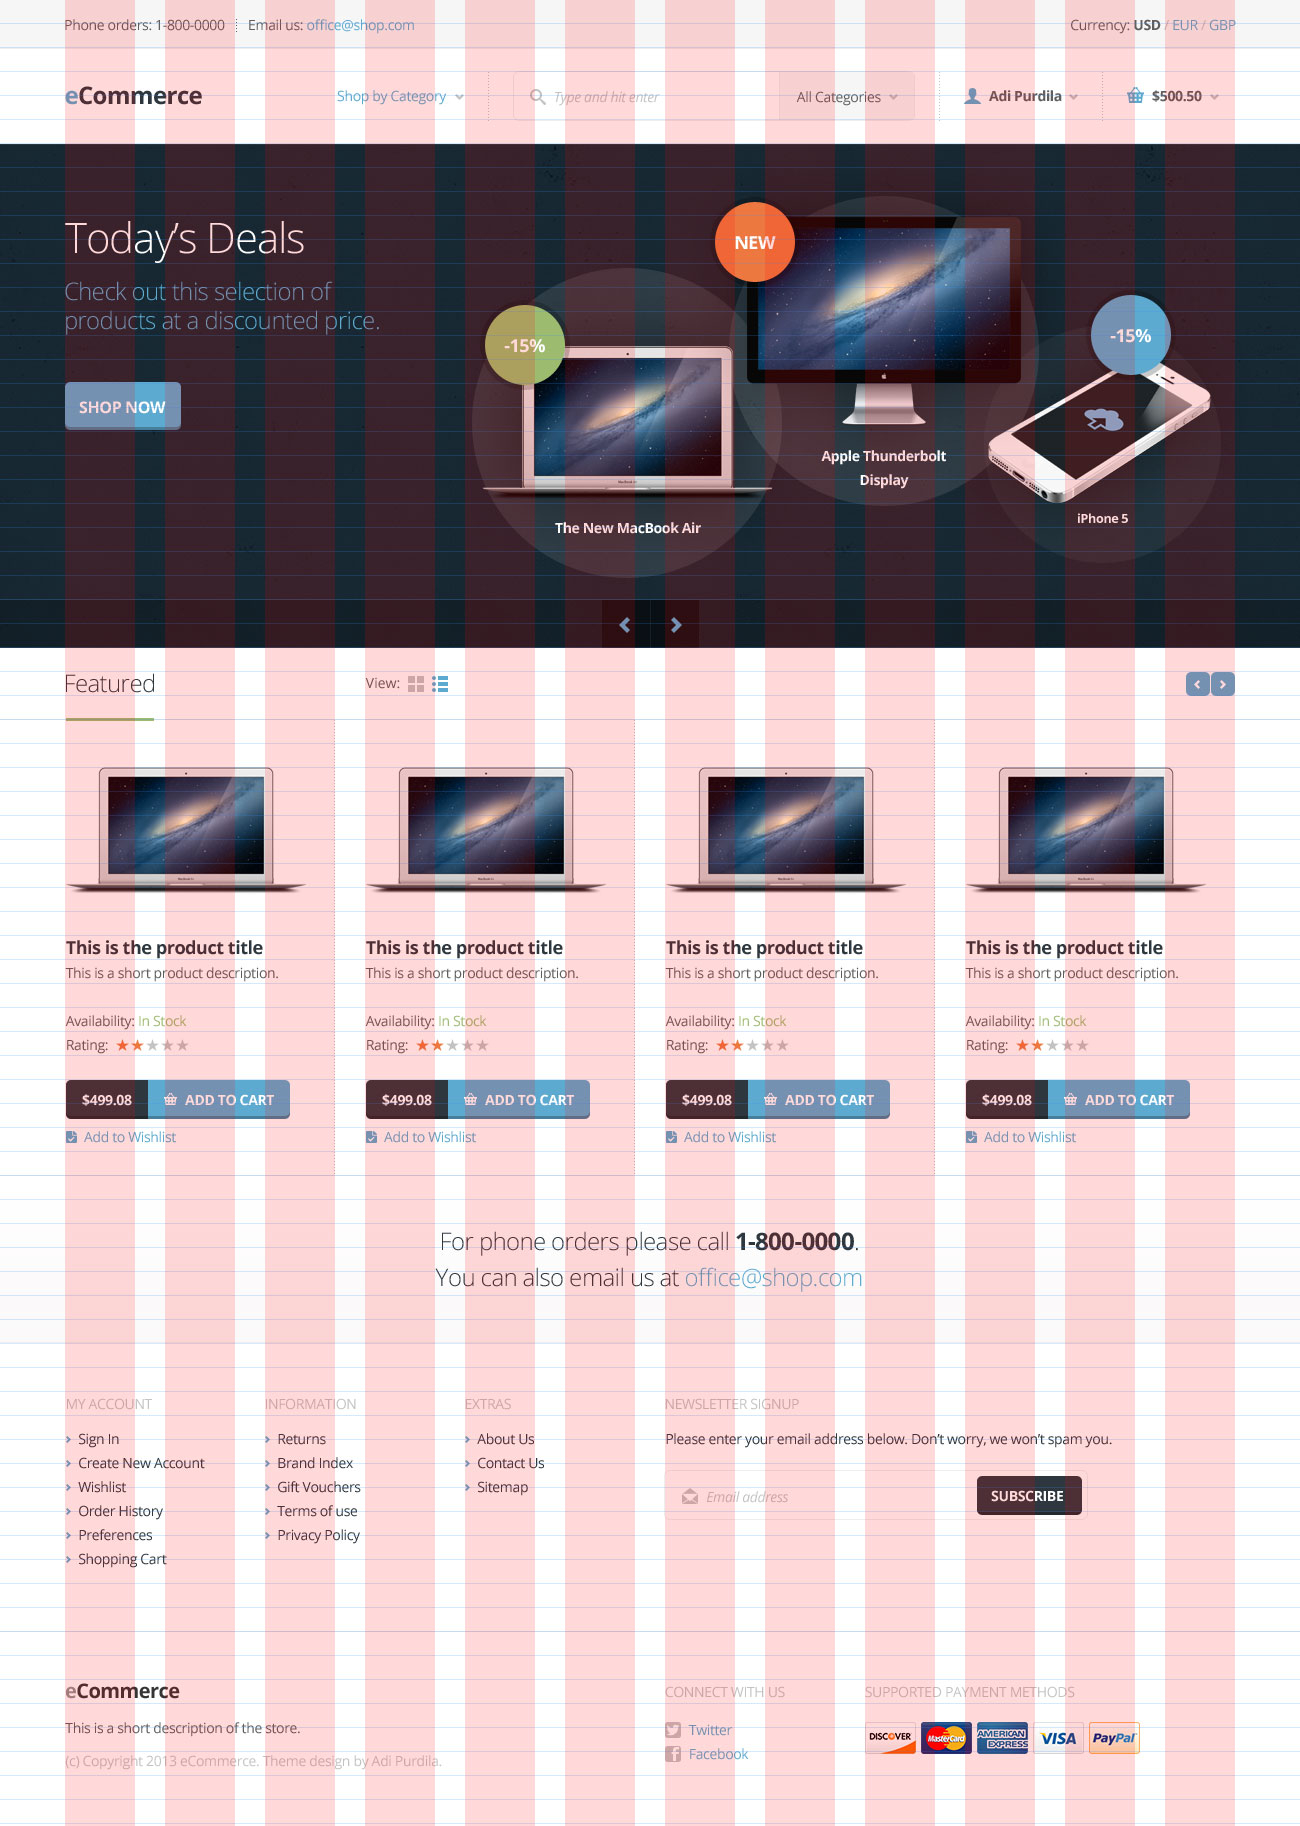 Phone orders: 1-800-0000
Email us: office@shop.com
Currency: USD / EUR / GBP
eCommerce
Shop by Category
Type and hit enter
All Categories
Adi Purdila
$500.50
Today's Deals
Check out this selection of
products at a discounted price.
SHOP NOW
-15%
The New MacBook Air
NEW
Apple Thunderbolt
Display
-15%
iPhone 5
Featured
View:
This is the product title
This is a short product description.
Availability: In Stock
Rating:
$499.08
ADD TO CART
Add to Wishlist
This is the product title
This is a short product description.
Availability: In Stock
Rating:
$499.08
ADD TO CART
Add to Wishlist
This is the product title
This is a short product description.
Availability: In Stock
Rating:
$499.08
ADD TO CART
Add to Wishlist
This is the product title
This is a short product description.
Availability: In Stock
Rating:
$499.08
ADD TO CART
Add to Wishlist
For phone orders please call 1-800-0000.
You can also email us at office@shop.com
MY ACCOUNT
Sign In
Create New Account
Wishlist
Order History
Preferences
Shopping Cart
INFORMATION
Returns
Brand Index
Gift Vouchers
Terms of use
Privacy Policy
EXTRAS
About Us
Contact Us
Sitemap
NEWSLETTER SIGNUP
Please enter your email address below. Don't worry, we won't spam you.
Email address
SUBSCRIBE
eCommerce
This is a short description of the store.
(c) Copyright 2013 eCommerce. Theme design by Adi Purdila.
CONNECT WITH US
Twitter
Facebook
SUPPORTED PAYMENT METHODS
DISCOVER
MasterCard
AMERICAN
EXPRESS
VISA
PayPal